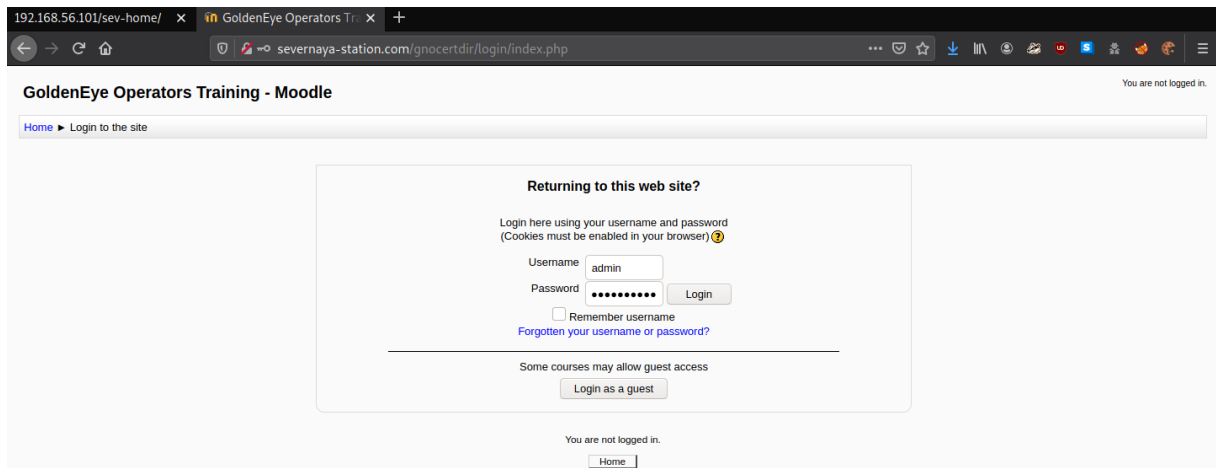 192.168.56.101/sev-home/
GoldenEye Operators Tra
severnaya-station.com/gnocertdir/login/index.php
GoldenEye Operators Training - Moodle
You are not logged in.
Home ► Login to the site
Returning to this web site?
Login here using your username and password
(Cookies must be enabled in your browser)
Username admin
Password •••••••••• Login
Remember username
Forgotten your username or password?
Some courses may allow guest access
Login as a guest
You are not logged in.
Home